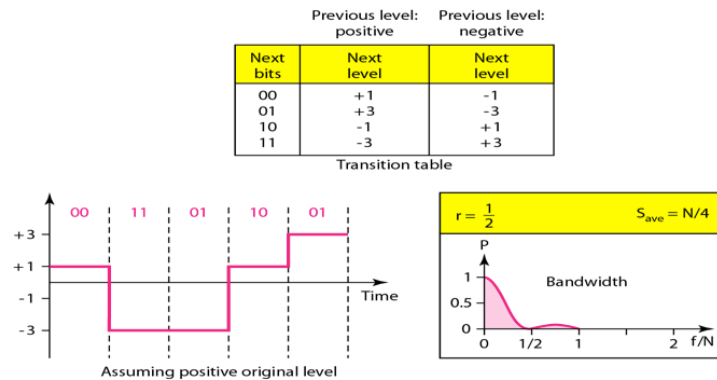 Previous level: Previous level:
positive negative
Next bits Next level Next level
00 +1 -1
01 +3 -3
10 -1 +1
11 -3 +3
Transition table
00 11 01 10 01
+3
+1
-1
-3
Time
Assuming positive original level
r = 1/2 Save = N/4
P
1
0.5
0
Bandwidth
0 1/2 1 2 f/N